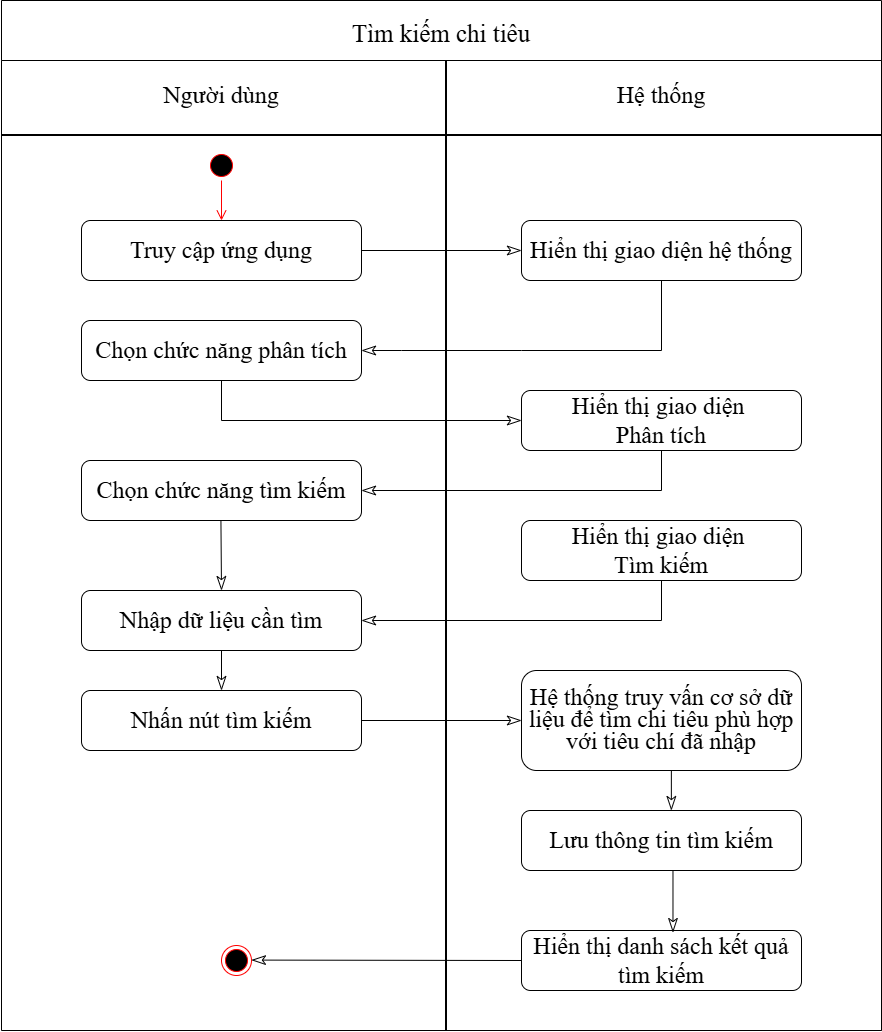 Tìm kiếm chi tiêu
Người dùng
Hệ thống
Truy cập ứng dụng
Hiển thị giao diện hệ thống
Chọn chức năng phân tích
Hiển thị giao diện
Phân tích
Chọn chức năng tìm kiếm
Hiển thị giao diện
Tìm kiếm
Nhập dữ liệu cần tìm
Nhấn nút tìm kiếm
Hệ thống truy vấn cơ sở dữ
liệu để tìm chi tiêu phù hợp
với tiêu chí đã nhập
Lưu thông tin tìm kiếm
Hiển thị danh sách kết quả
tìm kiếm